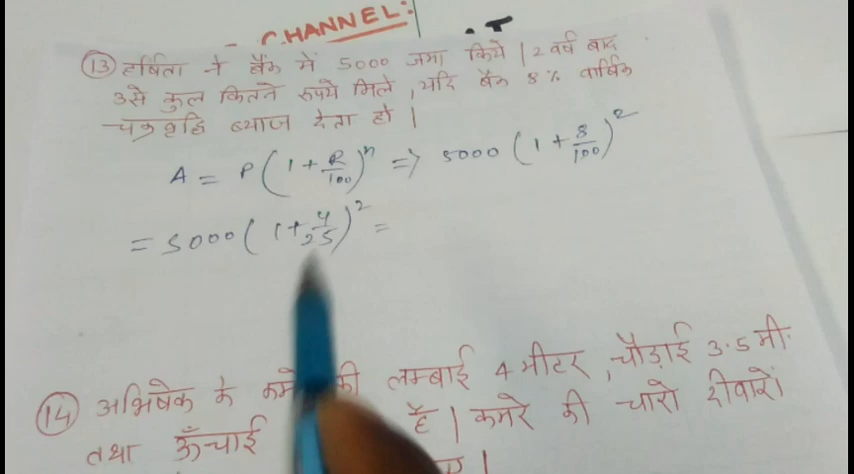 CHANNEL:
(13) हर्षिता ने बैंक में 5000 जमा किये | 2 वर्ष बाद
उसे कुल कितने रुपये मिले, यदि बैंक 8% वार्षिक
चक्रवृद्धि ब्याज देता हो |
A = P(1 + R/100)^n => 5000(1 + 8/100)^2
= 5000(1 + 4/25)^2 =
(14) अभिषेक के की लम्बाई 4 मीटर, चौड़ाई 3.5 मी.
तथा ऊँचाई है | कमरे की चारो दीवारों